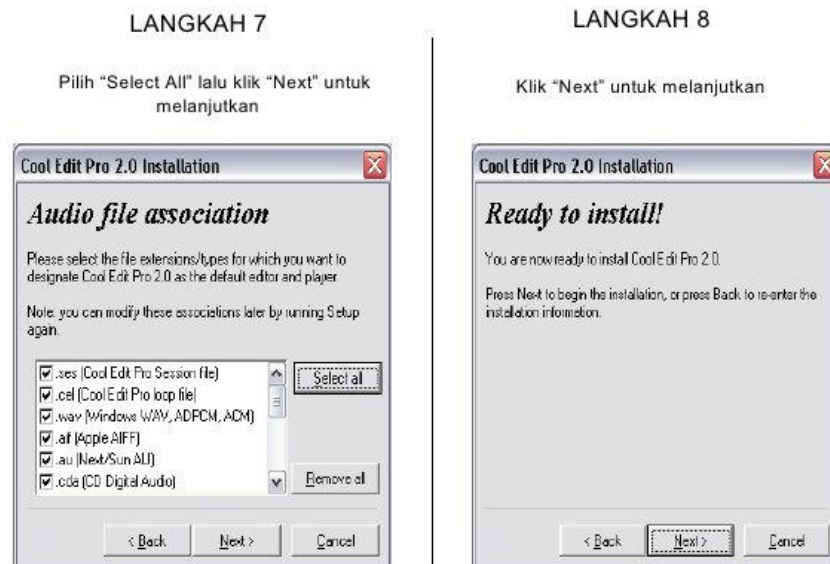 LANGKAH 7
Pilih “Select All” lalu klik “Next” untuk
melanjutkan
Cool Edit Pro 2.0 Installation
Audio file association
Please select the file extensions/types for which you want to
designate Cool Edit Pro 2.0 as the default editor and player.
Note: you can modify these associations later by running Setup
again.
.ses (Cool Edit Pro Session file)
.cel (Cool Edit Pro loop file)
.wav (Windows WAV, ADPCM, ACM)
.aif (Apple AIFF)
.au (Next/Sun AU)
.cda (CD Digital Audio)
Select all
Remove all
< Back
Next >
Cancel
LANGKAH 8
Klik “Next” untuk melanjutkan
Cool Edit Pro 2.0 Installation
Ready to install!
You are now ready to install Cool Edit Pro 2.0.
Press Next to begin the installation, or press Back to re-enter the
installation information.
< Back
Next >
Cancel